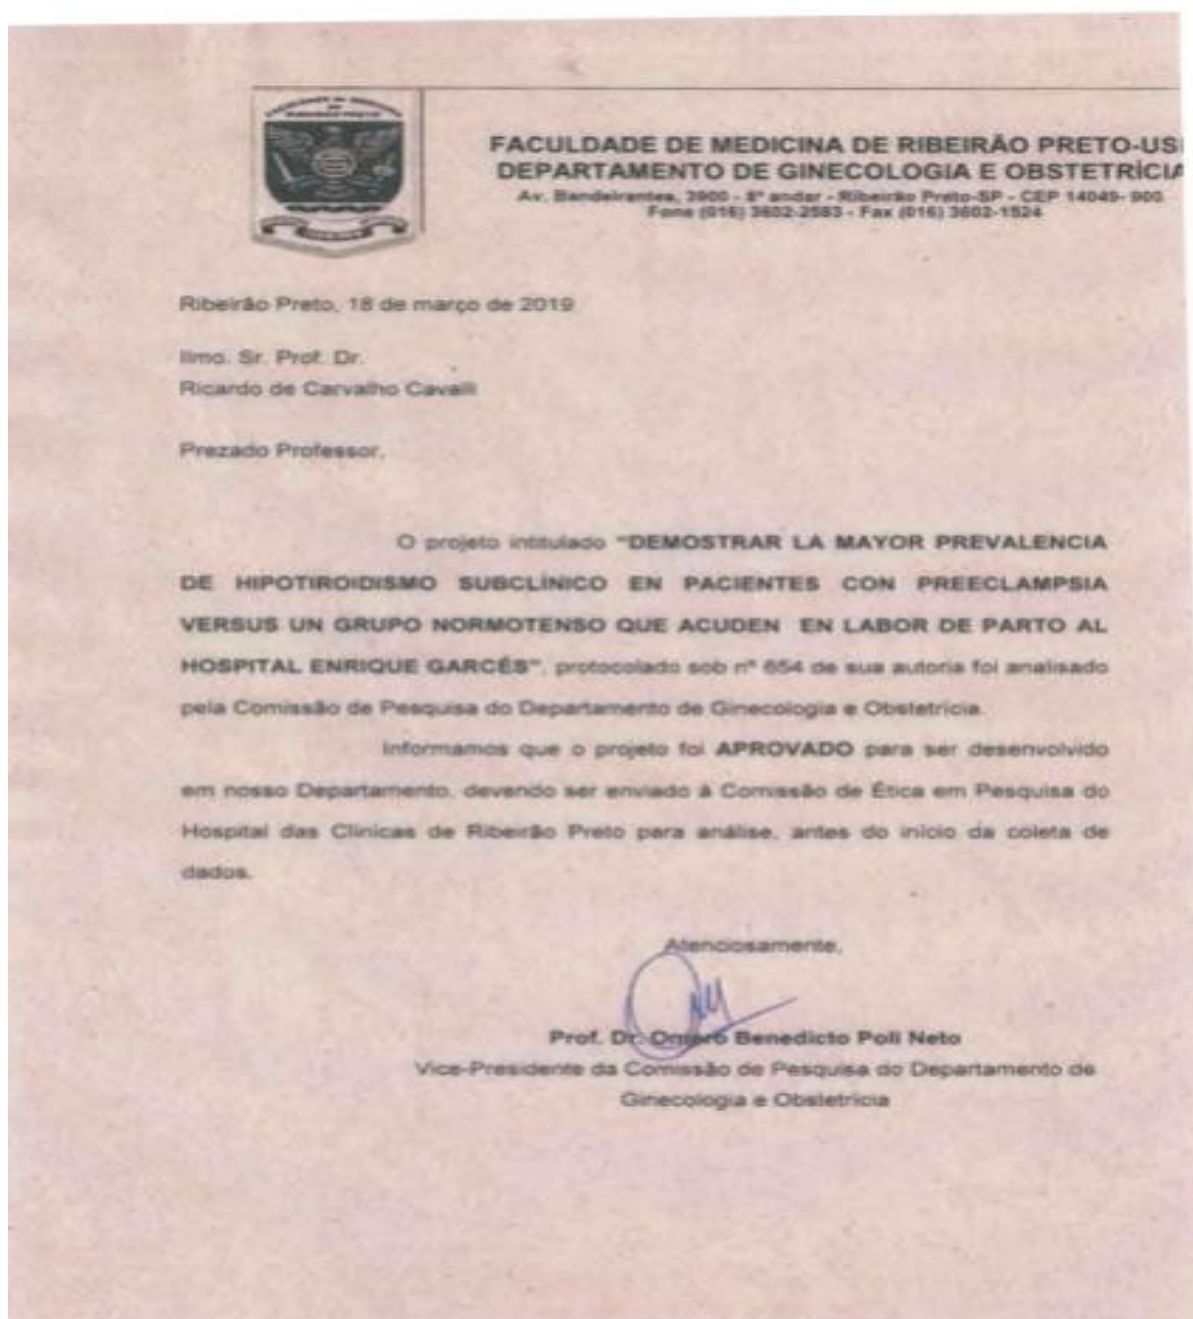 FACULDADE DE MEDICINA DE RIBEIRÃO PRETO-US
DEPARTAMENTO DE GINECOLOGIA E OBSTETRÍCIA
Av. Bandeirantes, 3900 - 8º andar - Ribeirão Preto-SP - CEP 14049- 900
Fone (016) 3602-2583 - Fax (016) 3602-1524
Ribeirão Preto, 18 de março de 2019
Ilmo. Sr. Prof. Dr.
Ricardo de Carvalho Cavalli
Prezado Professor,
O projeto intitulado "DEMOSTRAR LA MAYOR PREVALENCIA
DE HIPOTIROIDISMO SUBCLÍNICO EN PACIENTES CON PREECLAMPSIA
VERSUS UN GRUPO NORMOTENSO QUE ACUDEN EN LABOR DE PARTO AL
HOSPITAL ENRIQUE GARCÉS", protocolado sob nº 654 de sua autoria foi analisado
pela Comissão de Pesquisa do Departamento de Ginecologia e Obstetrícia.
Informamos que o projeto foi APROVADO para ser desenvolvido
em nosso Departamento, devendo ser enviado à Comissão de Ética em Pesquisa do
Hospital das Clínicas de Ribeirão Preto para análise, antes do início da coleta de
dados.
Atenciosamente,
Prof. Dr. Omero Benedicto Poli Neto
Vice-Presidente da Comissão de Pesquisa do Departamento de
Ginecologia e Obstetrícia